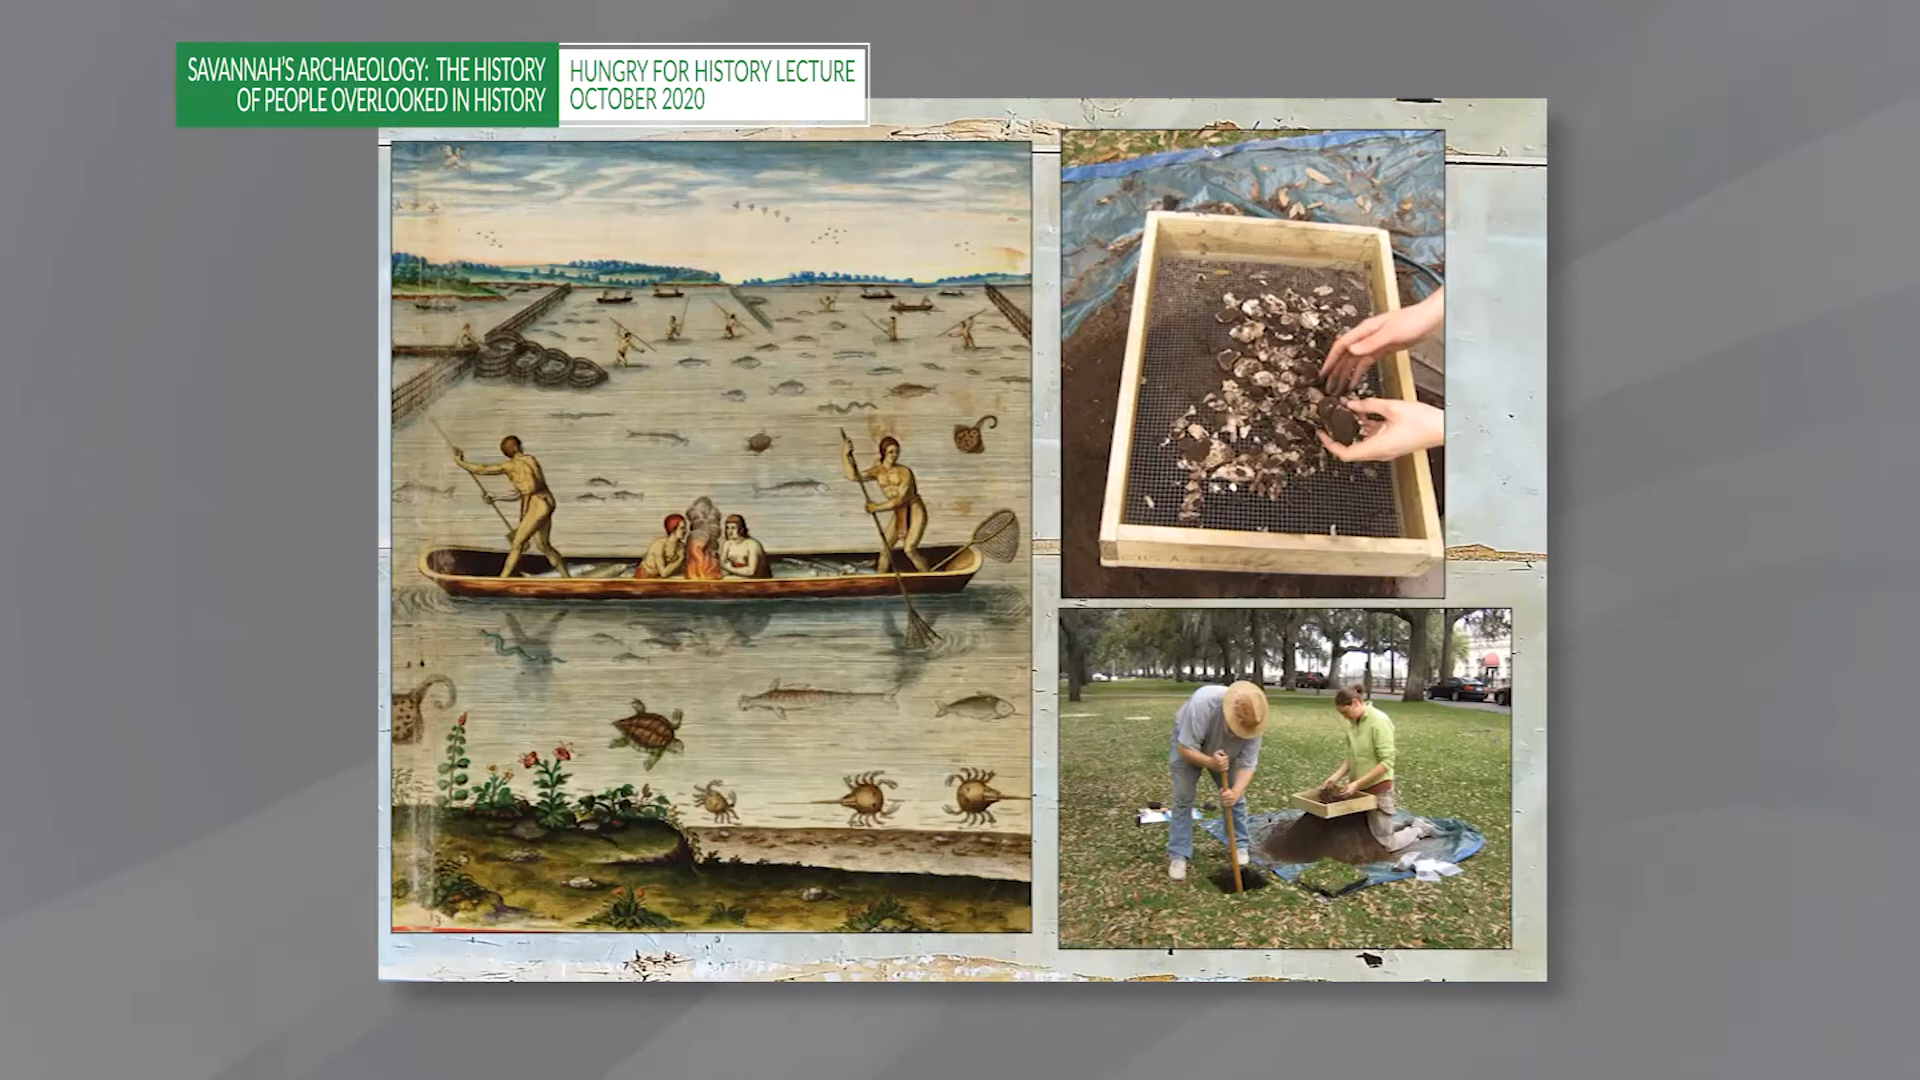 SAVANNAH'S ARCHAEOLOGY: THE HISTORY
OF PEOPLE OVERLOOKED IN HISTORY
HUNGRY FOR HISTORY LECTURE
OCTOBER 2020